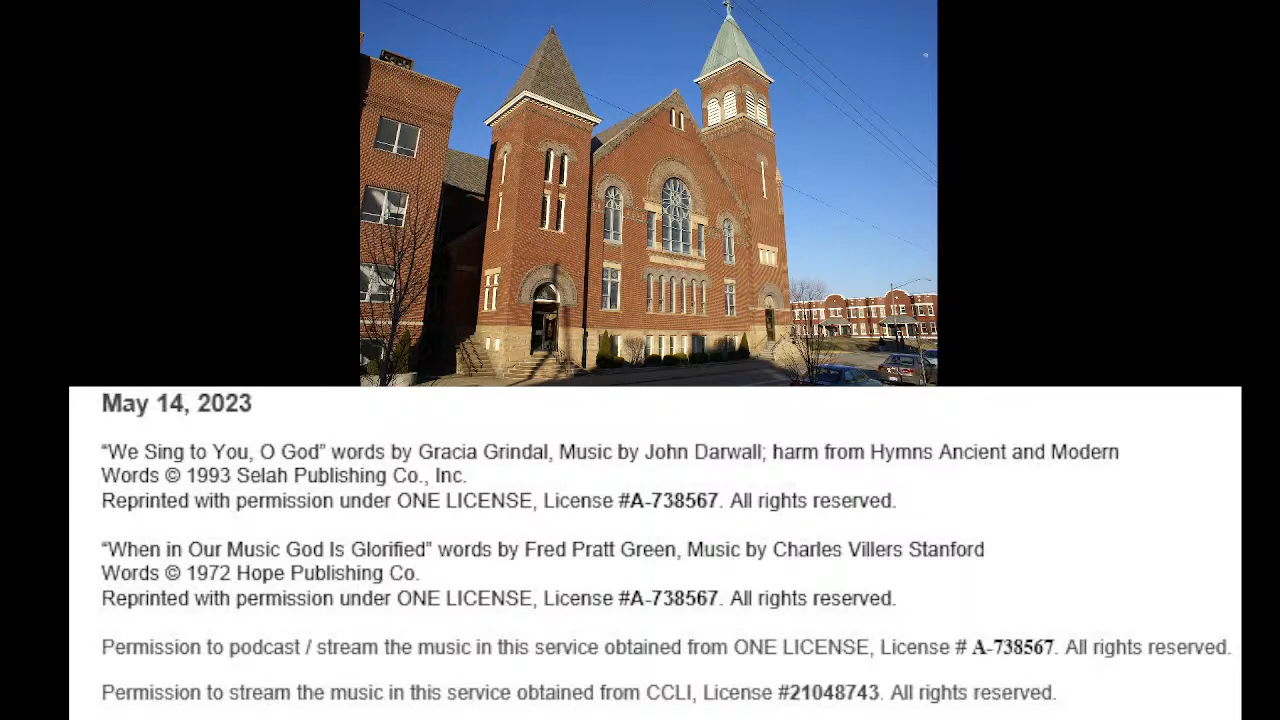 May 14, 2023
“We Sing to You, O God” words by Gracia Grindal, Music by John Darwall; harm from Hymns Ancient and Modern
Words © 1993 Selah Publishing Co., Inc.
Reprinted with permission under ONE LICENSE, License #A-738567. All rights reserved.
“When in Our Music God Is Glorified” words by Fred Pratt Green, Music by Charles Villers Stanford
Words © 1972 Hope Publishing Co.
Reprinted with permission under ONE LICENSE, License #A-738567. All rights reserved.
Permission to podcast / stream the music in this service obtained from ONE LICENSE, License # A-738567. All rights reserved.
Permission to stream the music in this service obtained from CCLI, License #21048743. All rights reserved.